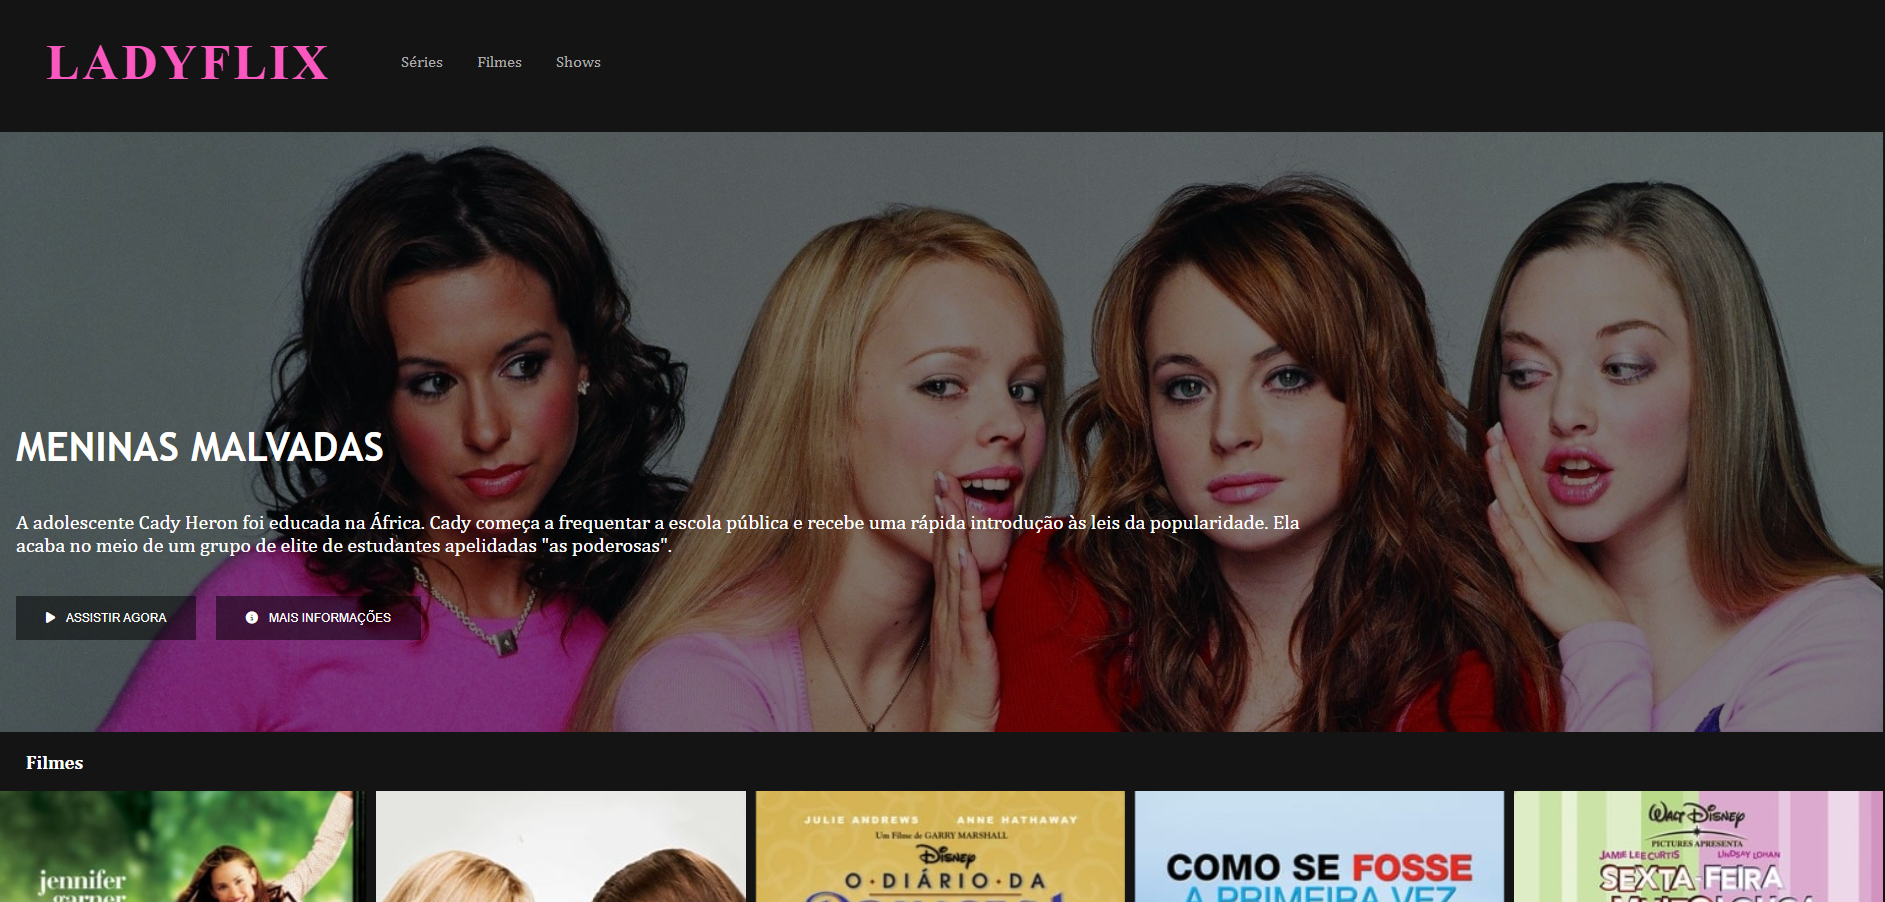 LADYFLIX
Séries Filmes Shows
MENINAS MALVADAS
A adolescente Cady Heron foi educada na África. Cady começa a frequentar a escola pública e recebe uma rápida introdução às leis da popularidade. Ela
acaba no meio de um grupo de elite de estudantes apelidadas "as poderosas".
ASSISTIR AGORA MAIS INFORMAÇÕES
Filmes
jennifer
garner
JULIE ANDREWS ANNE HATHAWAY
Um Filme de GARRY MARSHALL
Disney
O • DIÁRIO • DA
COMO SE FOSSE
A PRIMEIRA VEZ
WALT Disney
PICTURES APRESENTA
JAMIE LEE CURTIS LINDSAY LOHAN
SEXTA-FEIRA